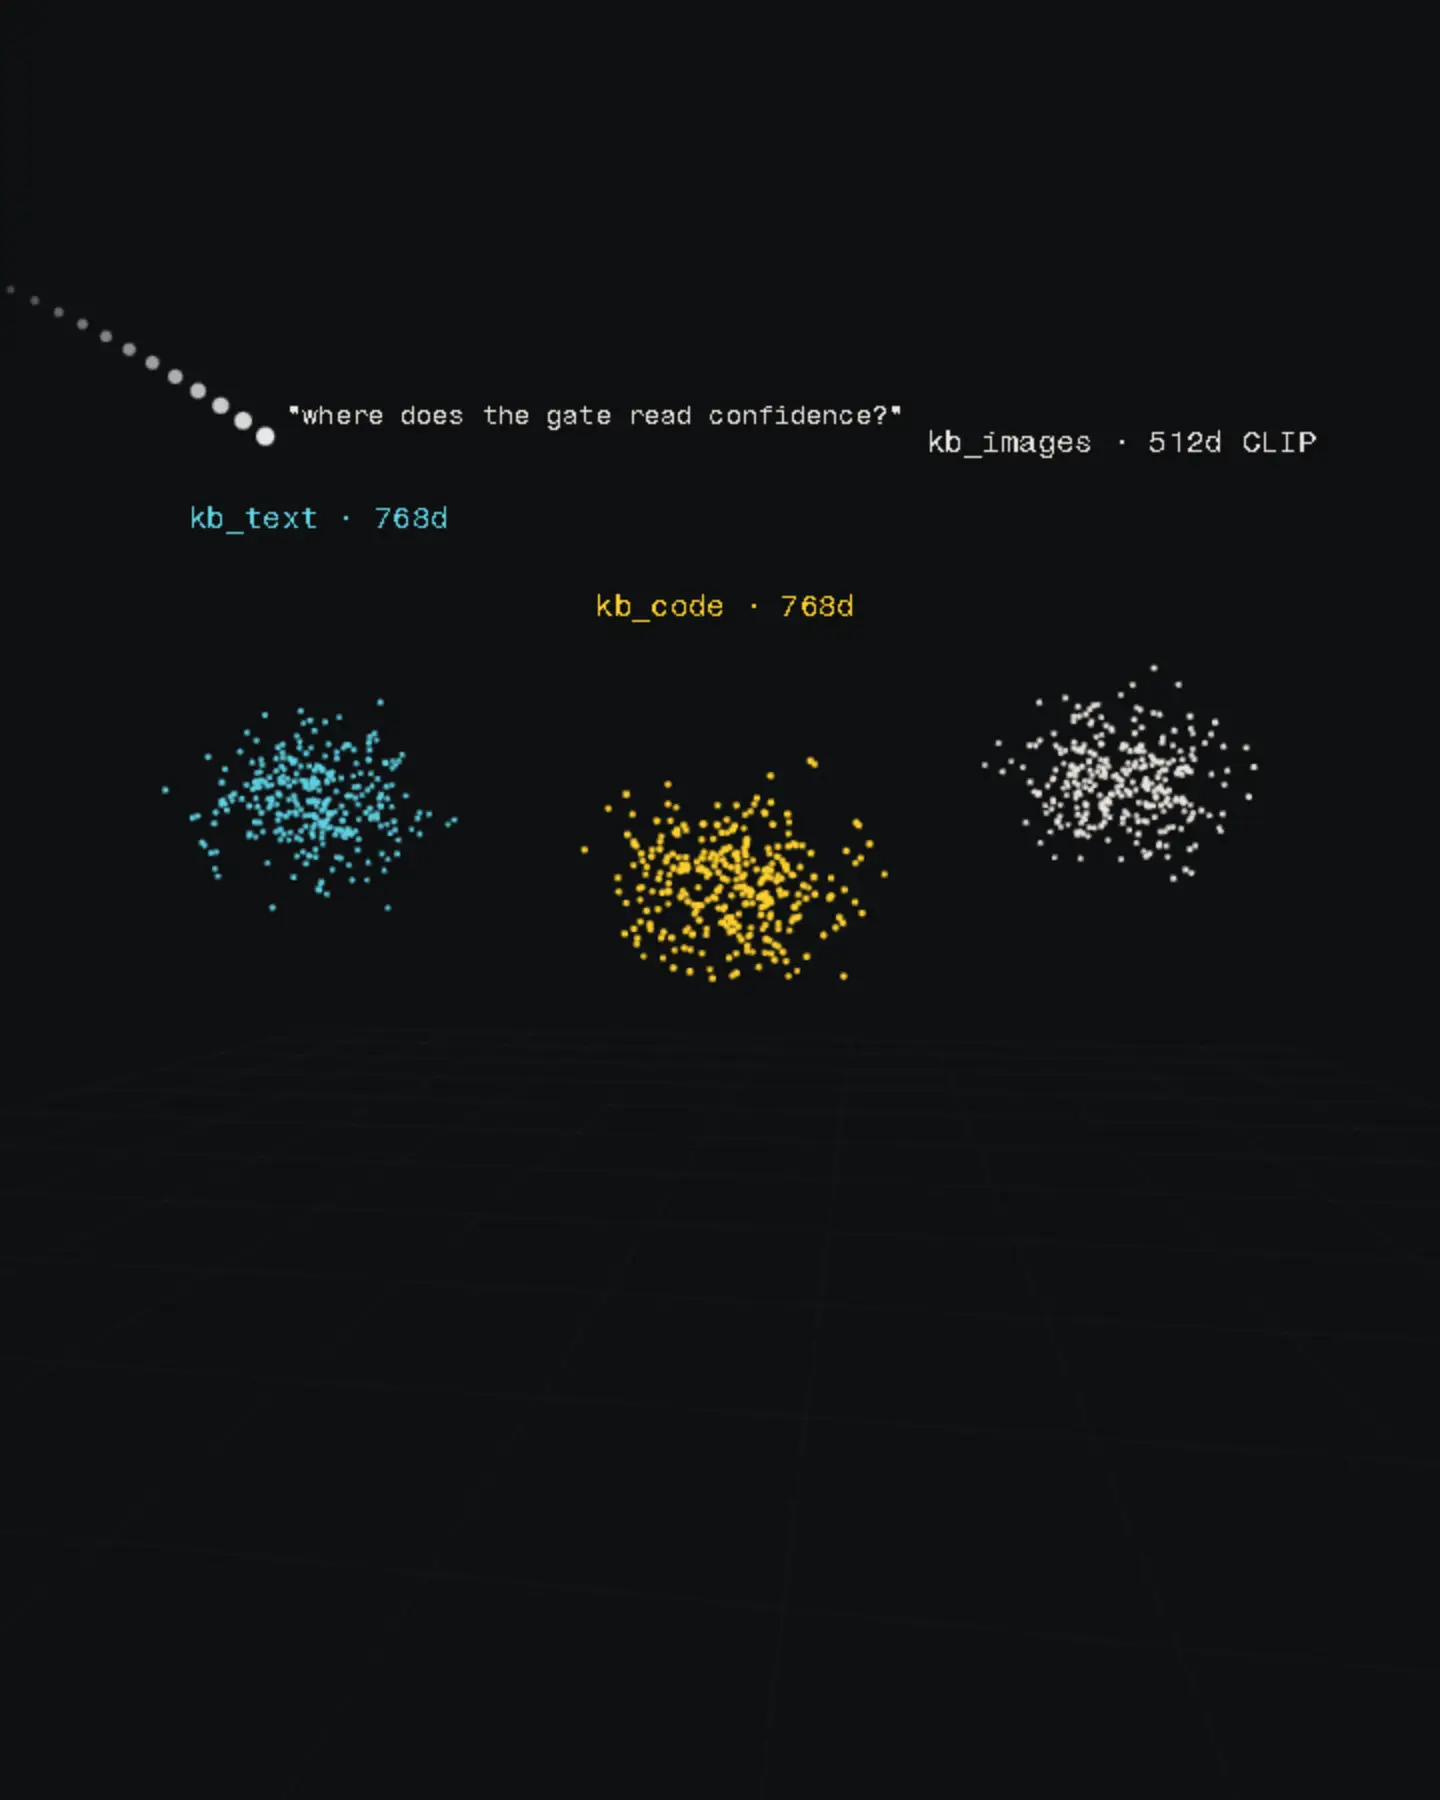 "where does the gate read confidence?"
kb_images · 512d CLIP
kb_text · 768d
kb_code · 768d